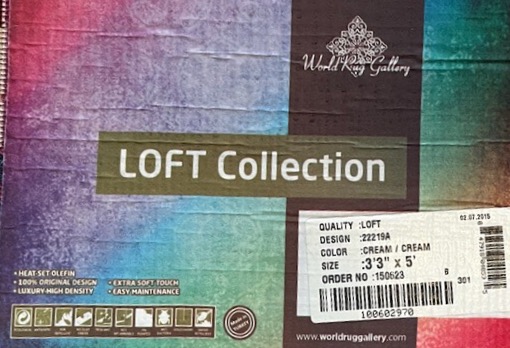 World Rug Gallery
LOFT Collection
QUALITY :LOFT
02.07.2015
DESIGN :22219A
COLOR :CREAM / CREAM
SIZE :3'3" x 5'
ORDER NO :150623
6
301
100602970
• HEAT-SET OLEFIN
• 100% ORIGINAL DESIGN • EXTRA SOFT TOUCH
• LUXURY-HIGH DENSITY • EASY MAINTENANCE
www.worldruggallery.com